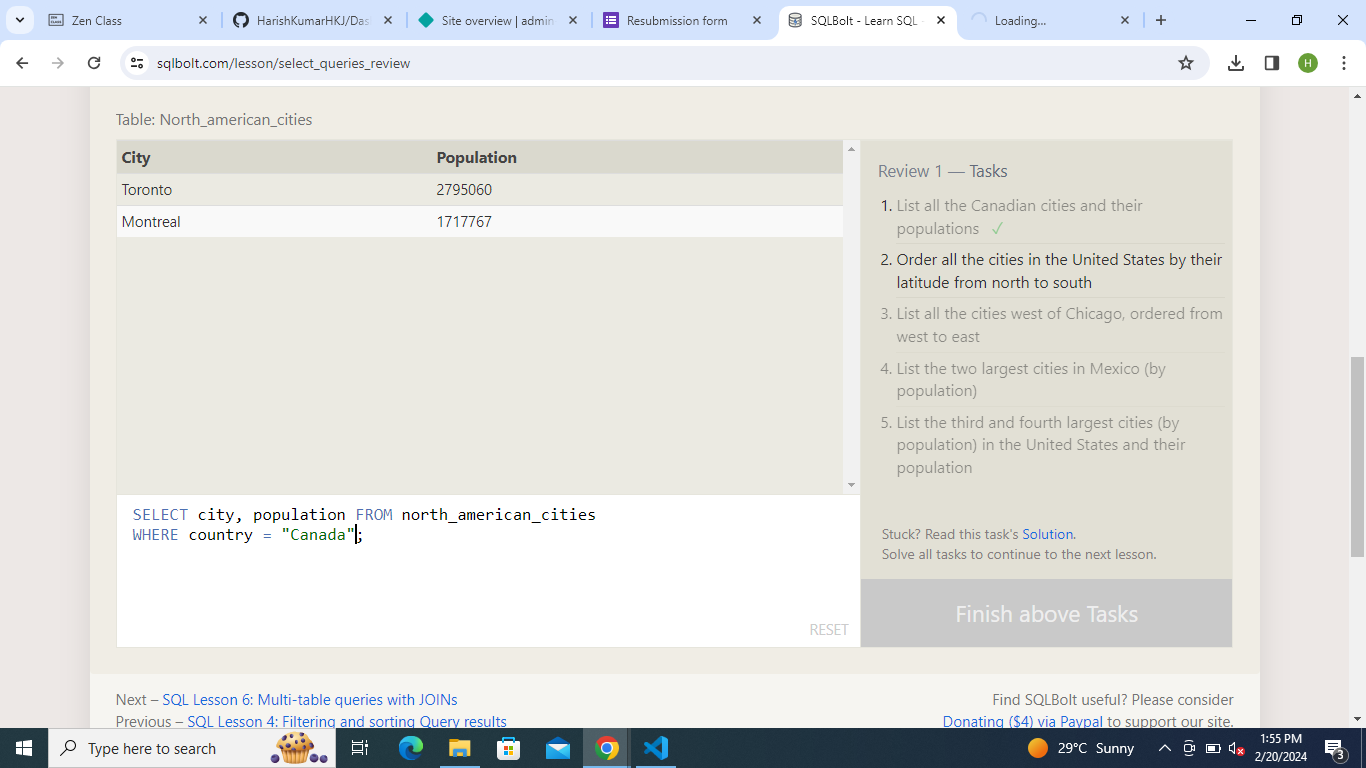 Zen Class
HarishKumarHKJ/Das
Site overview | admin
Resubmission form
SQLBolt - Learn SQL
Loading...
sqlbolt.com/lesson/select_queries_review
H
Table: North_american_cities
City Population
Toronto 2795060
Montreal 1717767
Review 1 — Tasks
1. List all the Canadian cities and their
populations ✓
2. Order all the cities in the United States by their
latitude from north to south
3. List all the cities west of Chicago, ordered from
west to east
4. List the two largest cities in Mexico (by
population)
5. List the third and fourth largest cities (by
population) in the United States and their
population
SELECT city, population FROM north_american_cities
WHERE country = "Canada";
RESET
Stuck? Read this task's Solution.
Solve all tasks to continue to the next lesson.
Finish above Tasks
Next – SQL Lesson 6: Multi-table queries with JOINs
Previous – SQL Lesson 4: Filtering and sorting Query results
Find SQLBolt useful? Please consider
Donating ($4) via Paypal to support our site.
Type here to search
29°C Sunny
1:55 PM
2/20/2024
3